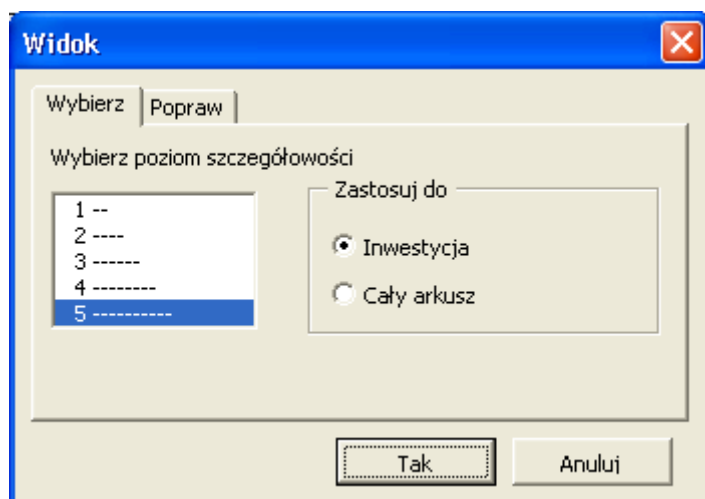 Widok
Wybierz Popraw
Wybierz poziom szczegółowości
1 --
2 ----
3 ------
4 --------
5 ----------
Zastosuj do
Inwestycja
Cały arkusz
Tak Anuluj